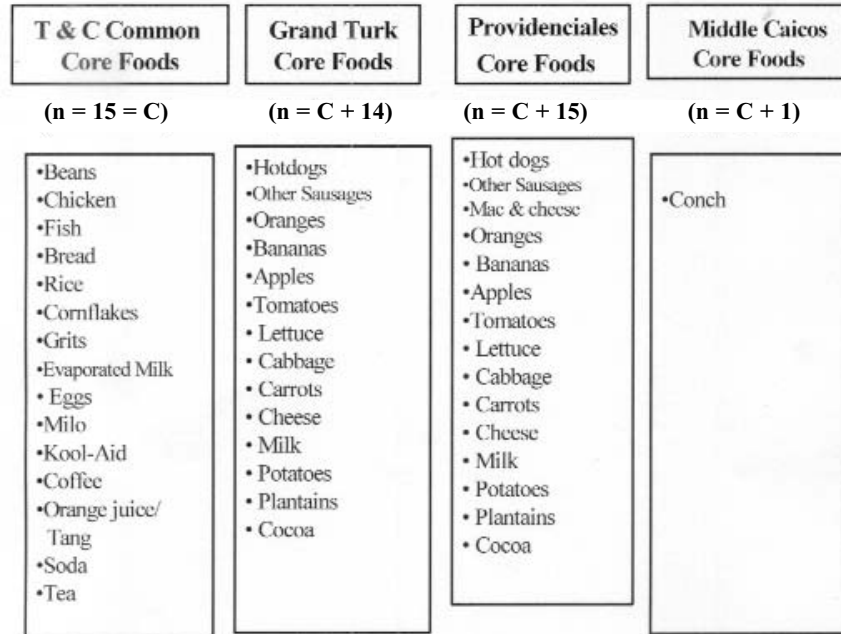 T & C Common
Core Foods
(n = 15 = C)
•Beans
•Chicken
•Fish
•Bread
•Rice
•Cornflakes
•Grits
•Evaporated Milk
• Eggs
•Milo
•Kool-Aid
•Coffee
•Orange juice/
Tang
•Soda
•Tea
Grand Turk
Core Foods
(n = C + 14)
•Hotdogs
•Other Sausages
•Oranges
•Bananas
•Apples
•Tomatoes
• Lettuce
• Cabbage
• Carrots
• Cheese
• Milk
• Potatoes
• Plantains
• Cocoa
Providenciales
Core Foods
(n = C + 15)
•Hot dogs
•Other Sausages
•Mac & cheese
•Oranges
• Bananas
•Apples
•Tomatoes
• Lettuce
• Cabbage
• Carrots
• Cheese
• Milk
• Potatoes
• Plantains
• Cocoa
Middle Caicos
Core Foods
(n = C + 1)
•Conch